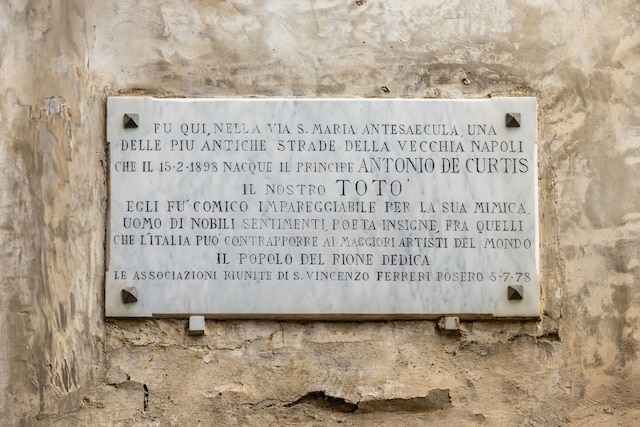 FU QUI, NELLA VIA S. MARIA ANTESAECULA, UNA
DELLE PIU ANTICHE STRADE DELLA VECCHIA NAPOLI
CHE IL 15-2-1898 NACQUE IL PRINCIPE ANTONIO DE CURTIS
IL NOSTRO TOTO'
EGLI FU' COMICO IMPAREGGIABILE PER LA SUA MIMICA,
UOMO DI NOBILI SENTIMENTI, POETA INSIGNE, FRA QUELLI
CHE L'ITALIA PUO' CONTRAPPORRE AI MAGGIORI ARTISTI DEL MONDO
IL POPOLO DEL RIONE DEDICA
LE ASSOCIAZIONI RIUNITE DI S. VINCENZO FERRERI POSERO 5-7-78